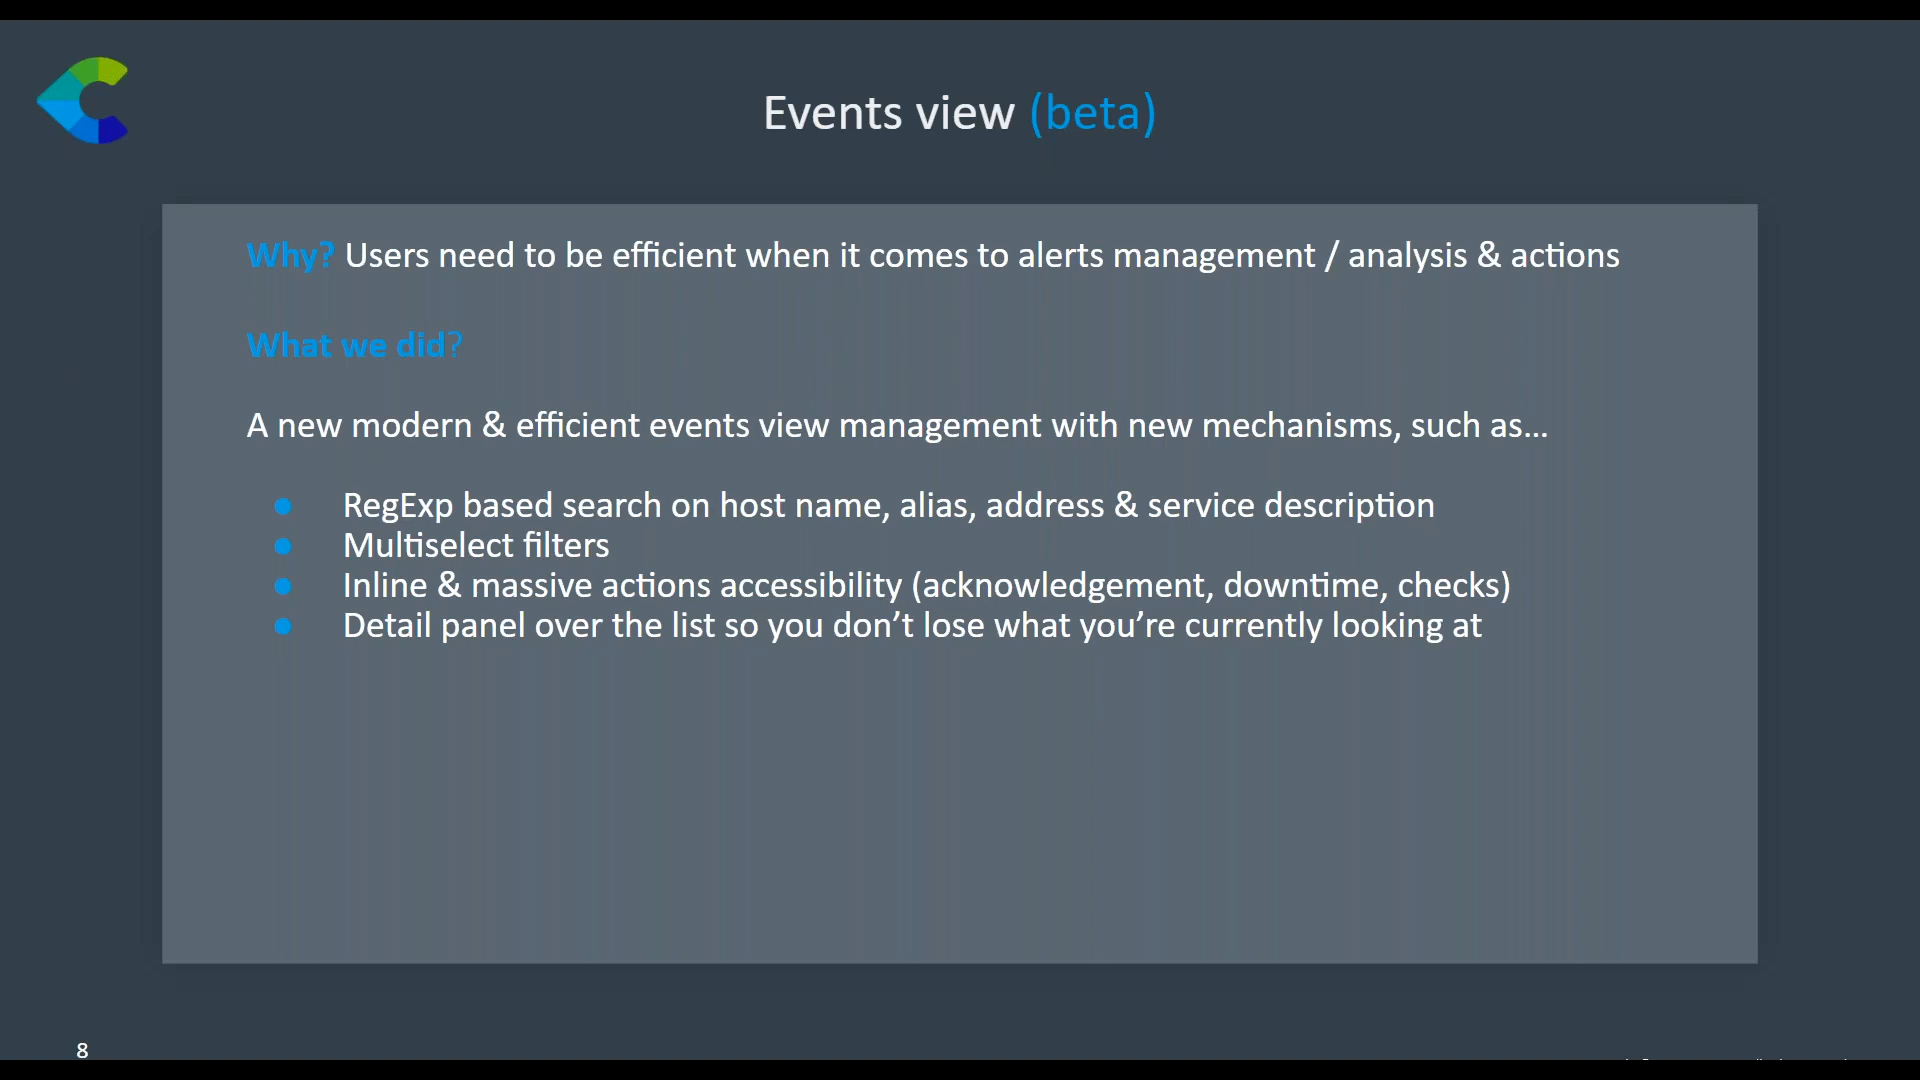 Events view (beta)
Why? Users need to be efficient when it comes to alerts management / analysis & actions
What we did?
A new modern & efficient events view management with new mechanisms, such as...
● RegExp based search on host name, alias, address & service description
● Multiselect filters
● Inline & massive actions accessibility (acknowledgement, downtime, checks)
● Detail panel over the list so you don’t lose what you’re currently looking at
8